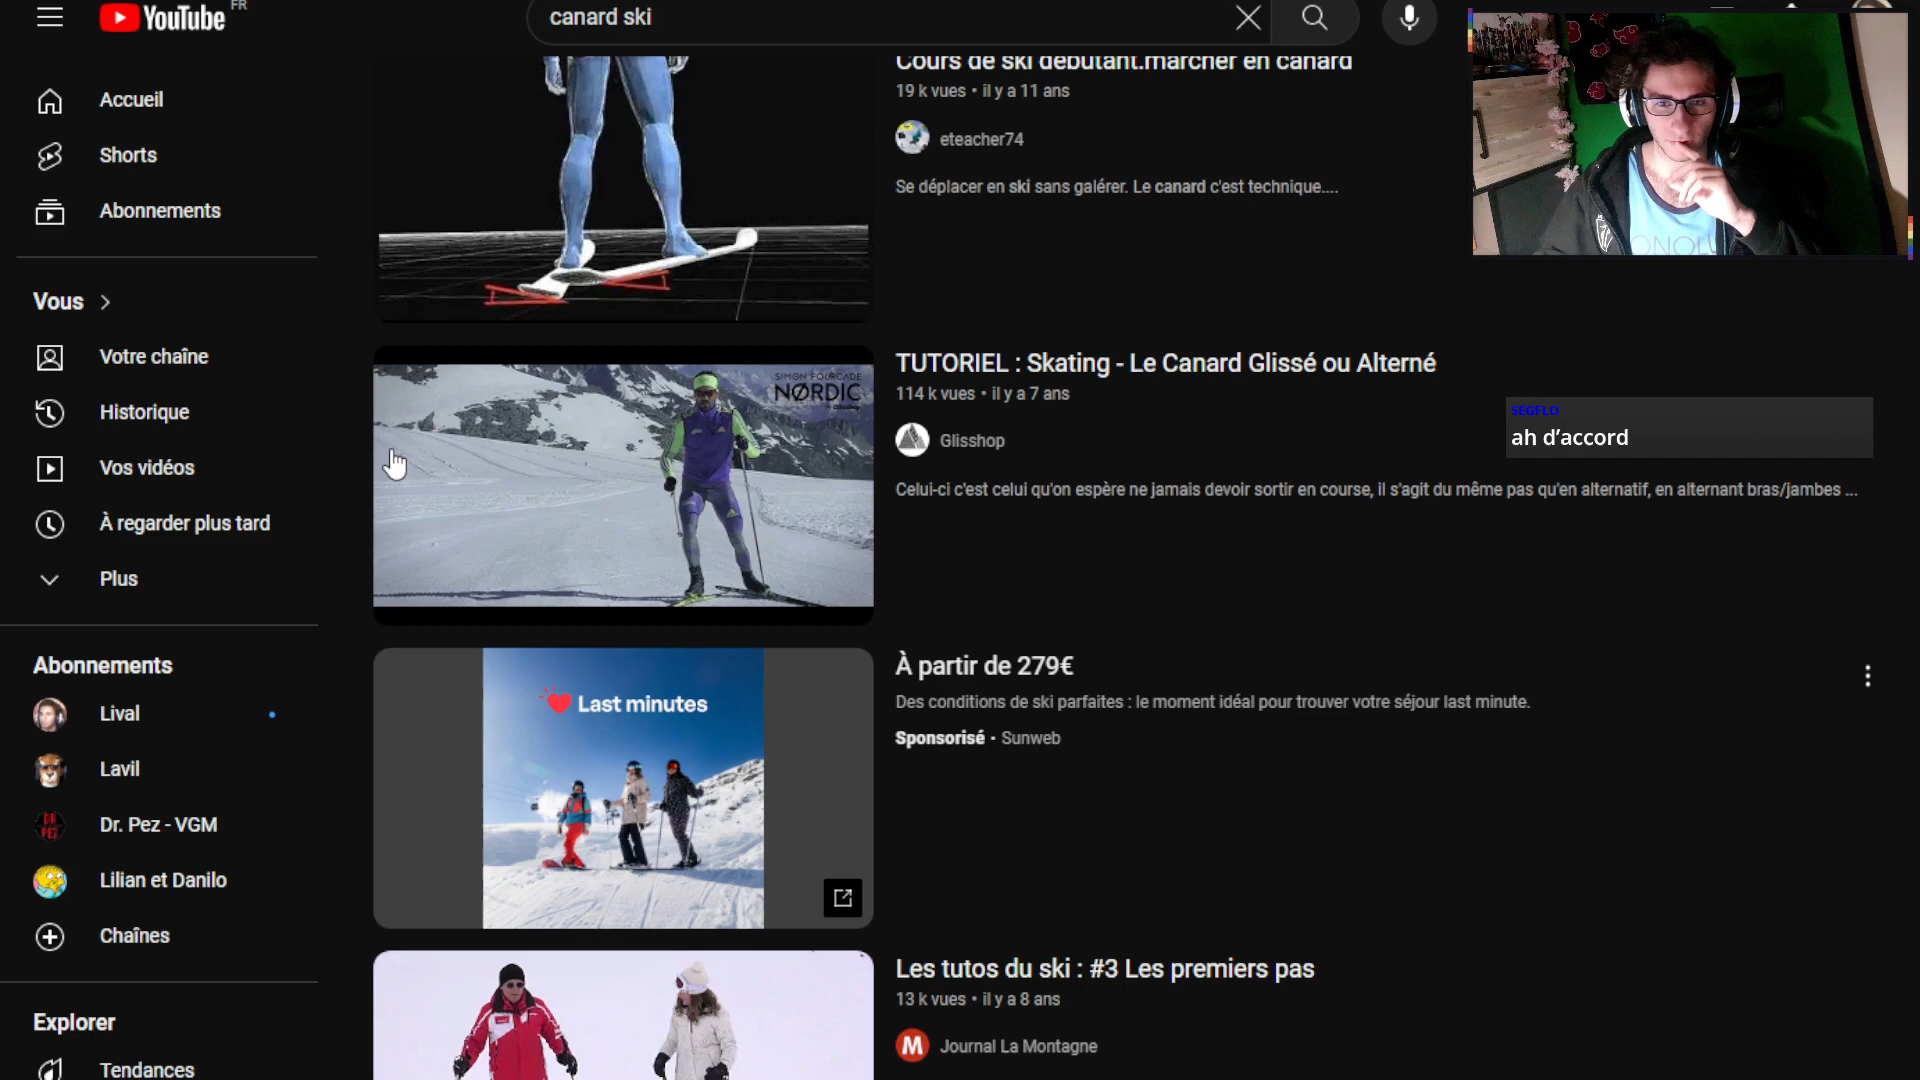 YouTube FR
canard ski
Accueil
Shorts
Abonnements
Vous
Votre chaîne
Historique
Vos vidéos
À regarder plus tard
Plus
Abonnements
Lival
Lavil
Dr. Pez - VGM
Lilian et Danilo
Chaînes
Explorer
Tendances
Cours de ski debutant.marcher en canard
19 k vues • il y a 11 ans
eteacher74
Se déplacer en ski sans galérer. Le canard c'est technique....
SIMON FOURCADE
NORDIC
TUTORIEL : Skating - Le Canard Glissé ou Alterné
114 k vues • il y a 7 ans
Glisshop
Celui-ci c'est celui qu'on espère ne jamais devoir sortir en course, il s'agit du même pas qu'en alternatif, en alternant bras/jambes ...
SEGFLO
ah d'accord
Last minutes
À partir de 279€
Des conditions de ski parfaites : le moment idéal pour trouver votre séjour last minute.
Sponsorisé • Sunweb
Les tutos du ski : #3 Les premiers pas
13 k vues • il y a 8 ans
M
Journal La Montagne